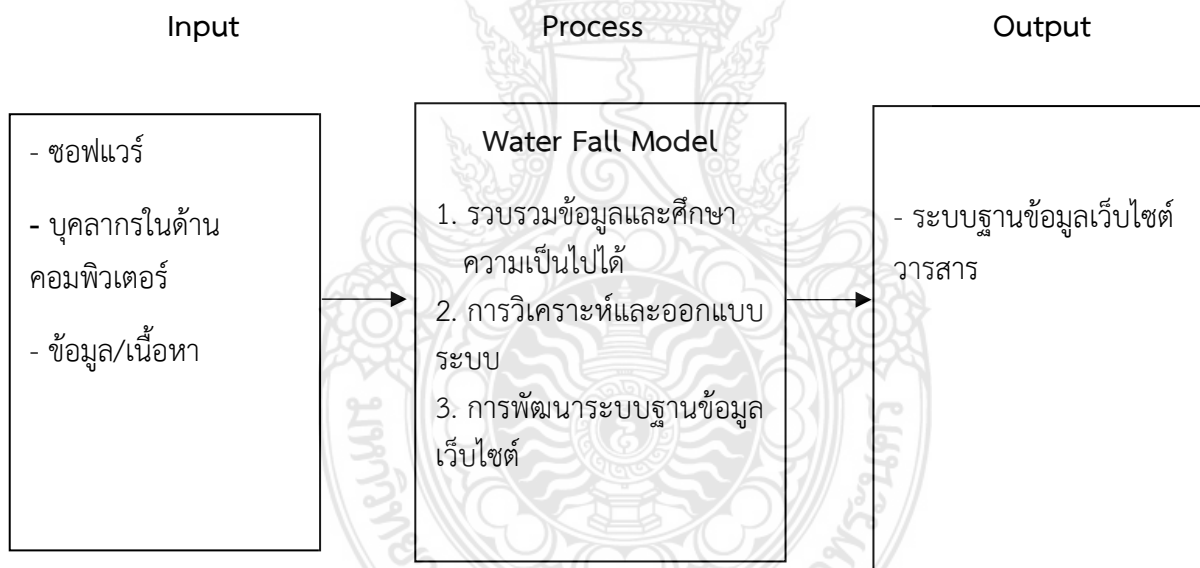 Input
Process
Output
- ซอฟแวร์
- บุคลากรในด้าน
คอมพิวเตอร์
- ข้อมูล/เนื้อหา
Water Fall Model
1. รวบรวมข้อมูลและศึกษา
ความเป็นไปได้
2. การวิเคราะห์และออกแบบ
ระบบ
3. การพัฒนาระบบฐานข้อมูล
เว็บไซต์
- ระบบฐานข้อมูลเว็บไซต์
วารสาร